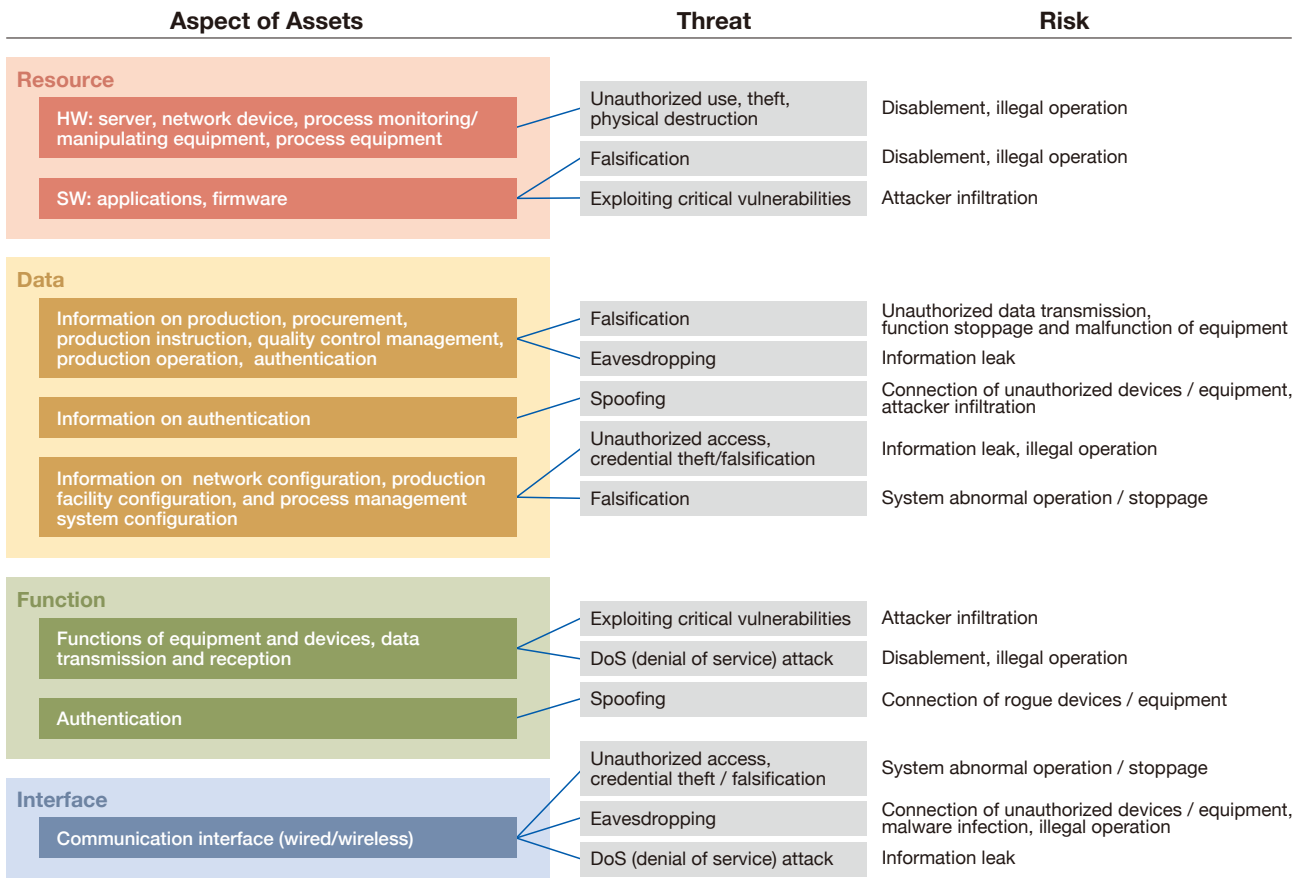 Aspect of Assets
Threat
Risk
Resource
HW: server, network device, process monitoring/
manipulating equipment, process equipment
Unauthorized use, theft,
physical destruction
Disablement, illegal operation
SW: applications, firmware
Falsification
Disablement, illegal operation
Exploiting critical vulnerabilities
Attacker infiltration
Data
Information on production, procurement,
production instruction, quality control management,
production operation,  authentication
Falsification
Unauthorized data transmission,
function stoppage and malfunction of equipment
Eavesdropping
Information leak
Information on authentication
Spoofing
Connection of unauthorized devices / equipment,
attacker infiltration
Information on  network configuration, production
facility configuration, and process management
system configuration
Unauthorized access,
credential theft/falsification
Information leak, illegal operation
Falsification
System abnormal operation / stoppage
Function
Functions of equipment and devices, data
transmission and reception
Exploiting critical vulnerabilities
Attacker infiltration
DoS (denial of service) attack
Disablement, illegal operation
Authentication
Spoofing
Connection of rogue devices / equipment
Interface
Communication interface (wired/wireless)
Unauthorized access,
credential theft / falsification
System abnormal operation / stoppage
Eavesdropping
Connection of unauthorized devices / equipment,
malware infection, illegal operation
DoS (denial of service) attack
Information leak